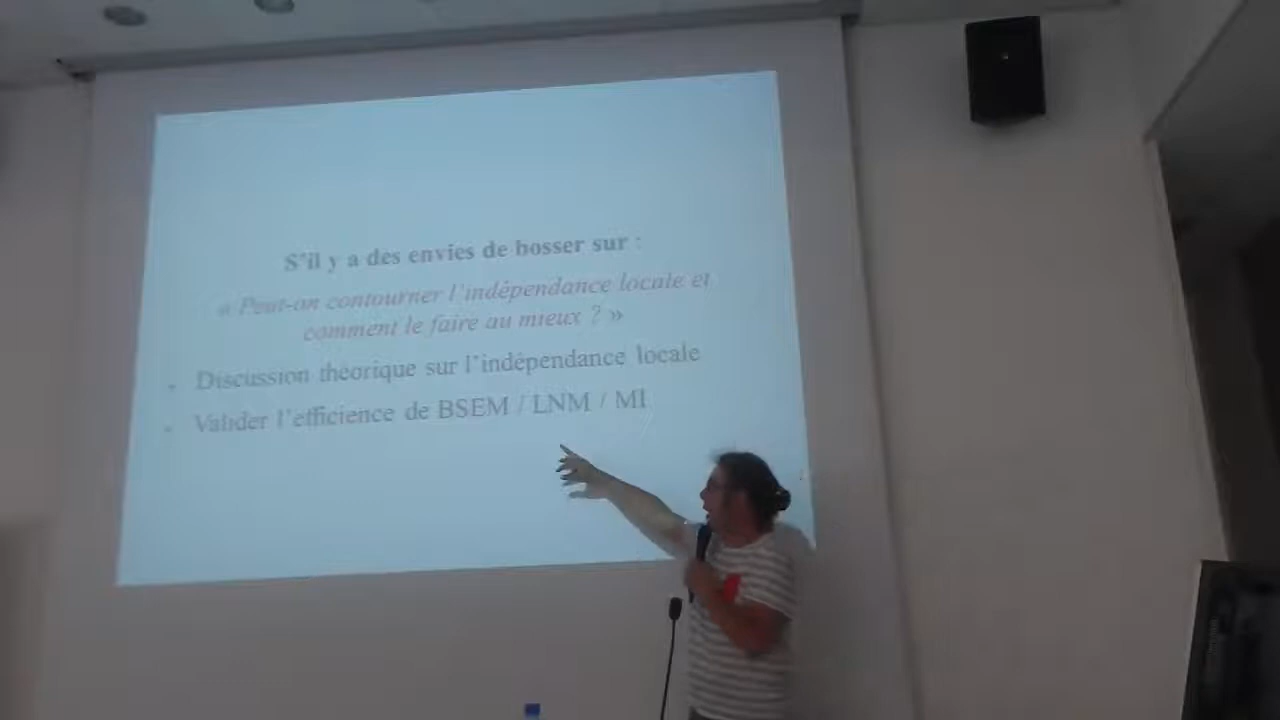 S'il y a des envies de bosser sur :
« Peut-on contourner l'indépendance locale et
comment le faire au mieux ? »
- Discussion théorique sur l'indépendance locale
- Valider l'efficience de BSEM / LNM / MI